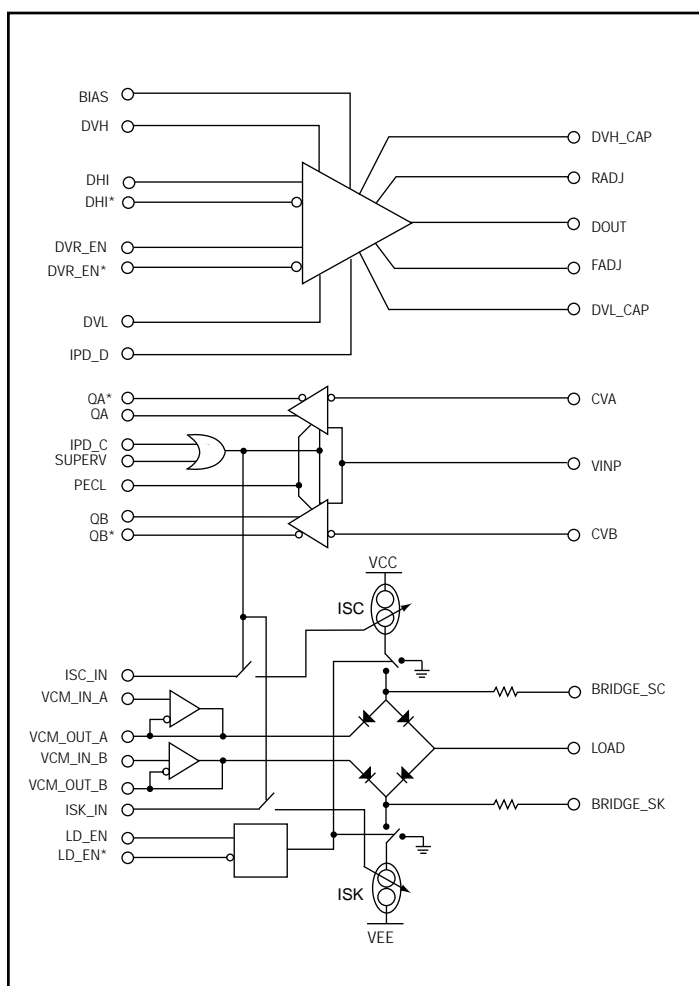 BIAS
DVH
DHI
DHI*
DVR_EN
DVR_EN*
DVL
IPD_D
DVH_CAP
RADJ
DOUT
FADJ
DVL_CAP
QA*
QA
IPD_C
SUPERV
PECL
QB
QB*
CVA
VINP
CVB
VCC
ISC
ISC_IN
VCM_IN_A
VCM_OUT_A
VCM_IN_B
VCM_OUT_B
ISK_IN
LD_EN
LD_EN*
BRIDGE_SC
LOAD
BRIDGE_SK
ISK
VEE